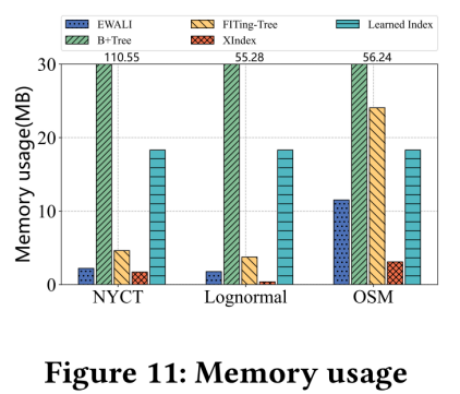 EWALI
FITing-Tree
Learned Index
B+Tree
XIndex
110.55
55.28
56.24
Memory usage(MB)
30
20
10
0
NYCT
Lognormal
OSM
Figure 11: Memory usage